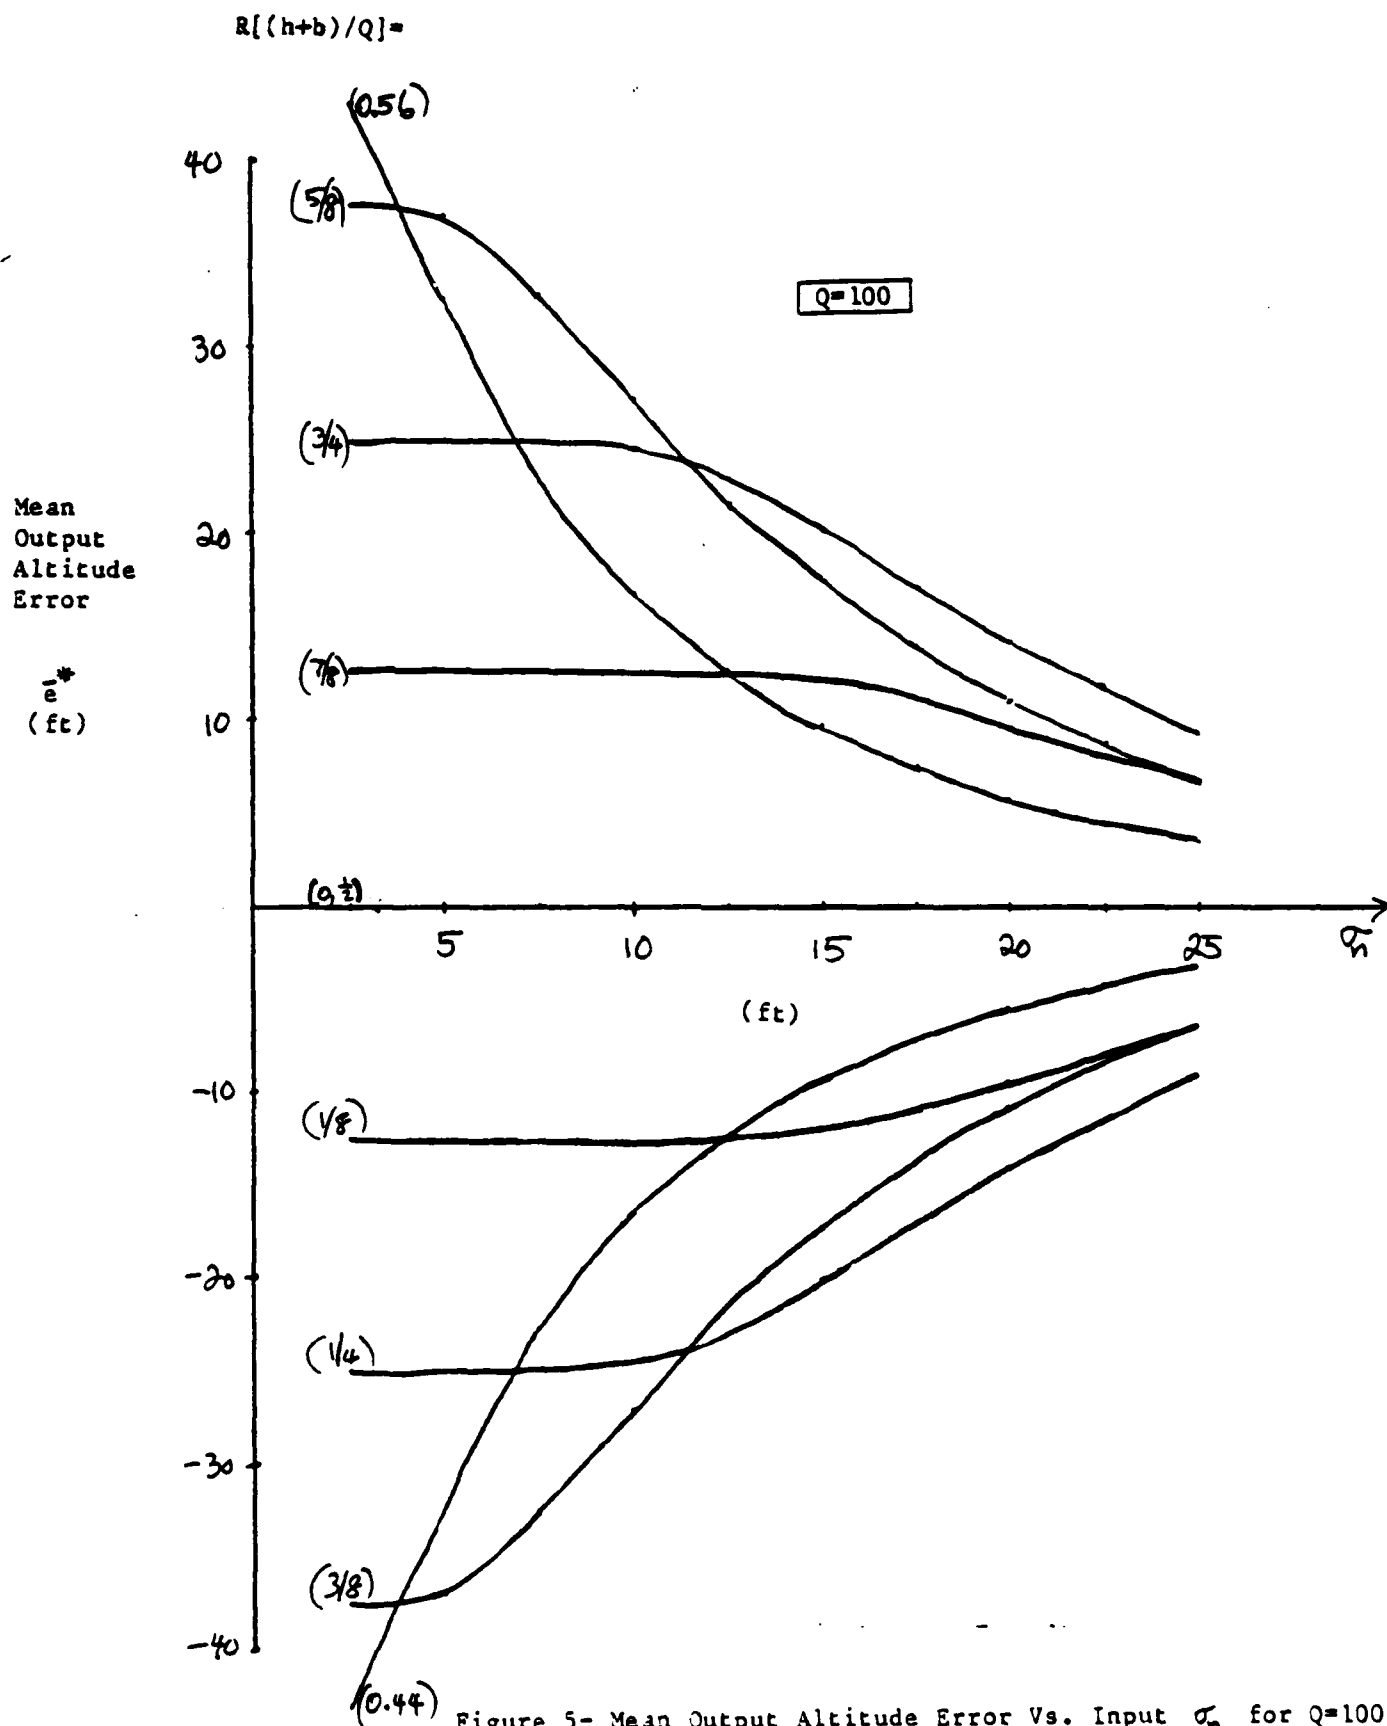 R[(h+b)/Q]=
(0.56)
40
(5/8)
Q=100
30
(3/4)
Mean
Output
Altitude
Error
20
(7/8)
ē*
(ft)
10
(0,½)
5
10
15
20
25
σₕ
(ft)
-10
(1/8)
-20
(1/4)
-30
(3/8)
-40
(0.44)
Figure 5- Mean Output Altitude Error Vs. Input σₕ for Q=100